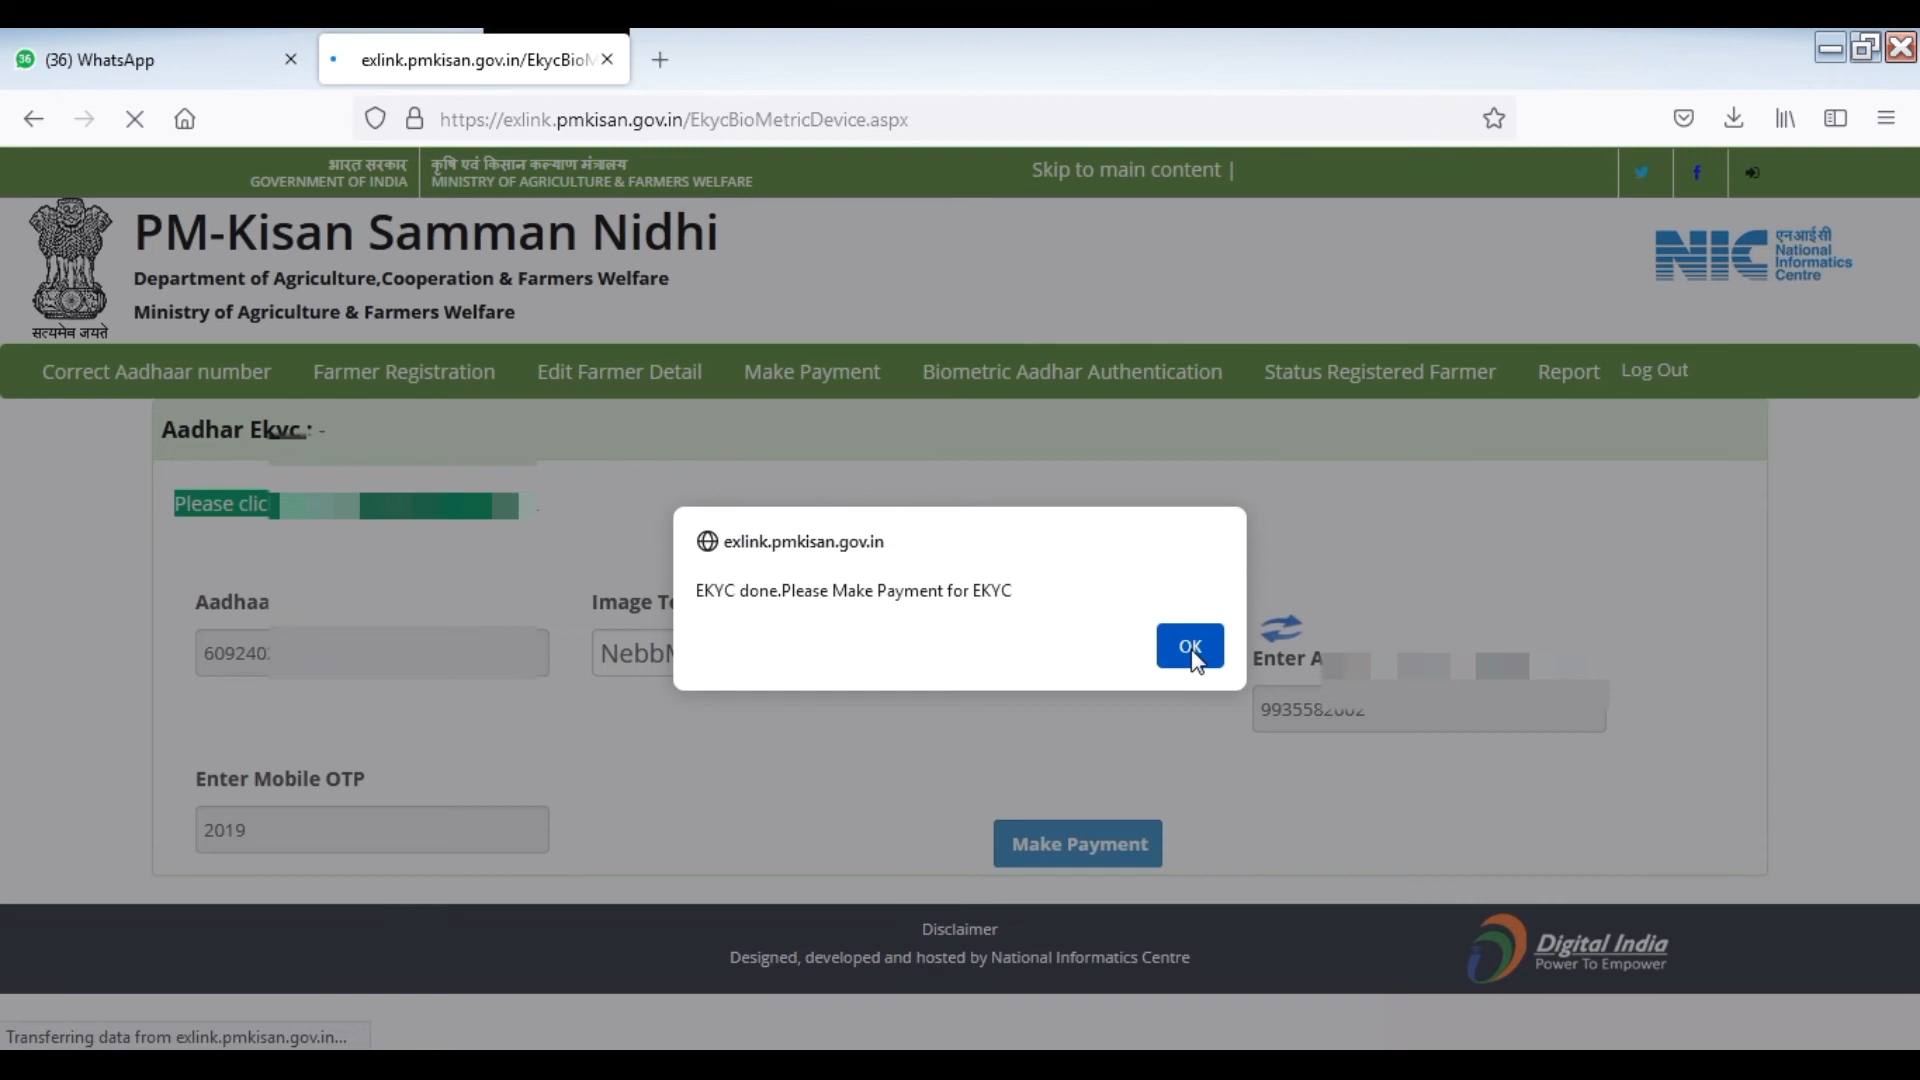 (36) WhatsApp
exlink.pmkisan.gov.in/EkycBioM
https://exlink.pmkisan.gov.in/EkycBioMetricDevice.aspx
भारत सरकार
GOVERNMENT OF INDIA
कृषि एवं किसान कल्याण मंत्रालय
MINISTRY OF AGRICULTURE & FARMERS WELFARE
Skip to main content |
सत्यमेव जयते
PM-Kisan Samman Nidhi
Department of Agriculture,Cooperation & Farmers Welfare
Ministry of Agriculture & Farmers Welfare
NIC
एनआईसी
National
Informatics
Centre
Correct Aadhaar number Farmer Registration Edit Farmer Detail Make Payment Biometric Aadhar Authentication Status Registered Farmer Report Log Out
Aadhar Ekyc : -
Please clic
exlink.pmkisan.gov.in
EKYC done.Please Make Payment for EKYC
OK
Aadhaa
609240
Image Te
NebbM
Enter A
9935582002
Enter Mobile OTP
2019
Make Payment
Disclaimer
Designed, developed and hosted by National Informatics Centre
Digital India
Power To Empower
Transferring data from exlink.pmkisan.gov.in...